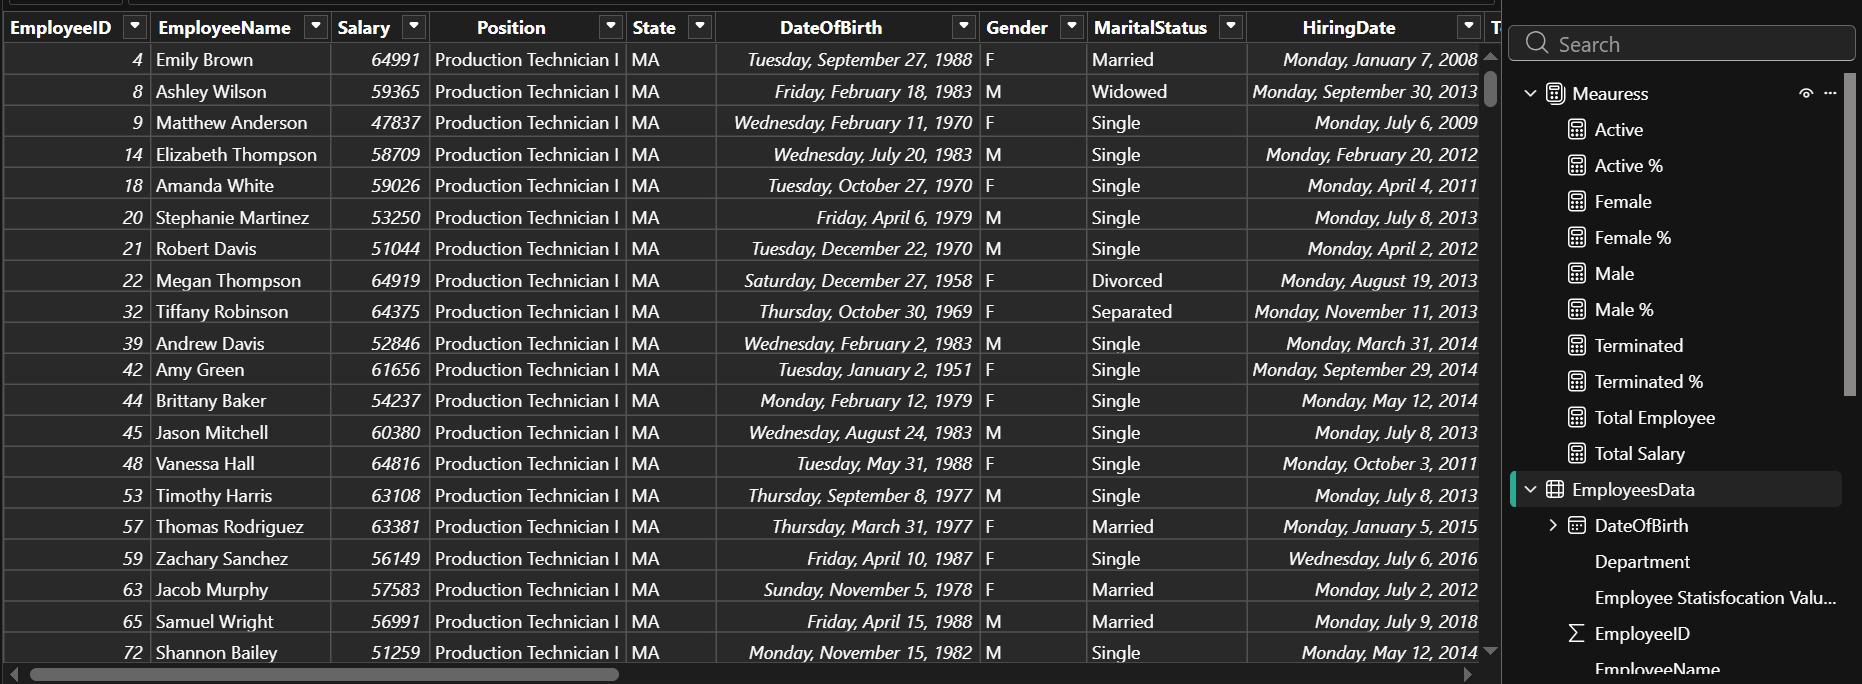 EmployeeID EmployeeName Salary Position State DateOfBirth Gender MaritalStatus HiringDate
4 Emily Brown 64991 Production Technician I MA Tuesday, September 27, 1988 F Married Monday, January 7, 2008
8 Ashley Wilson 59365 Production Technician I MA Friday, February 18, 1983 M Widowed Monday, September 30, 2013
9 Matthew Anderson 47837 Production Technician I MA Wednesday, February 11, 1970 F Single Monday, July 6, 2009
14 Elizabeth Thompson 58709 Production Technician I MA Wednesday, July 20, 1983 M Single Monday, February 20, 2012
18 Amanda White 59026 Production Technician I MA Tuesday, October 27, 1970 F Single Monday, April 4, 2011
20 Stephanie Martinez 53250 Production Technician I MA Friday, April 6, 1979 M Single Monday, July 8, 2013
21 Robert Davis 51044 Production Technician I MA Tuesday, December 22, 1970 M Single Monday, April 2, 2012
22 Megan Thompson 64919 Production Technician I MA Saturday, December 27, 1958 F Divorced Monday, August 19, 2013
32 Tiffany Robinson 64375 Production Technician I MA Thursday, October 30, 1969 F Separated Monday, November 11, 2013
39 Andrew Davis 52846 Production Technician I MA Wednesday, February 2, 1983 M Single Monday, March 31, 2014
42 Amy Green 61656 Production Technician I MA Tuesday, January 2, 1951 F Single Monday, September 29, 2014
44 Brittany Baker 54237 Production Technician I MA Monday, February 12, 1979 F Single Monday, May 12, 2014
45 Jason Mitchell 60380 Production Technician I MA Wednesday, August 24, 1983 M Single Monday, July 8, 2013
48 Vanessa Hall 64816 Production Technician I MA Tuesday, May 31, 1988 F Single Monday, October 3, 2011
53 Timothy Harris 63108 Production Technician I MA Thursday, September 8, 1977 M Single Monday, July 8, 2013
57 Thomas Rodriguez 63381 Production Technician I MA Thursday, March 31, 1977 F Married Monday, January 5, 2015
59 Zachary Sanchez 56149 Production Technician I MA Friday, April 10, 1987 F Single Wednesday, July 6, 2016
63 Jacob Murphy 57583 Production Technician I MA Sunday, November 5, 1978 F Married Monday, July 2, 2012
65 Samuel Wright 56991 Production Technician I MA Friday, April 15, 1988 M Married Monday, July 9, 2018
72 Shannon Bailey 51259 Production Technician I MA Monday, November 15, 1982 M Single Monday, May 12, 2014
Search
Meauress
Active
Active %
Female
Female %
Male
Male %
Terminated
Terminated %
Total Employee
Total Salary
EmployeesData
DateOfBirth
Department
Employee Statisfocation Valu...
EmployeeID
EmployeeName